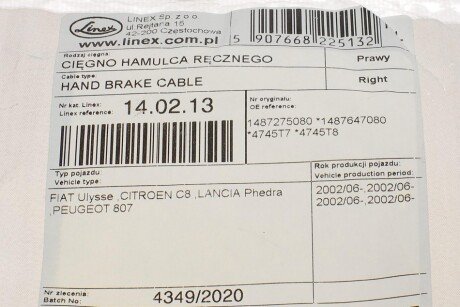 Linex
LINEX Sp. z o o
ul Rejtana 15
42-200 Częstochowa
www.linex.com.pl
5 907668 225132
Rodzaj cięgno:
CIĘGNO HAMULCA RĘCZNEGO
Prawy
Cable type:
HAND BRAKE CABLE
Right
Nr kat. Linex:
Linex reference:
14.02.13
Nr oryginału:
OE reference:
1487275080 *1487647080
*4745T7 *4745T8
Typ pojazdu:
Vehicle type:
Rok produkcji pojazdu:
Vehicle production period:
FIAT Ulysse ,CITROEN C8 ,LANCIA Phedra
,PEUGEOT 807
2002/06-,2002/06-
2002/06-,2002/06-
Nr zlecenia:
Batch No:
4349/2020